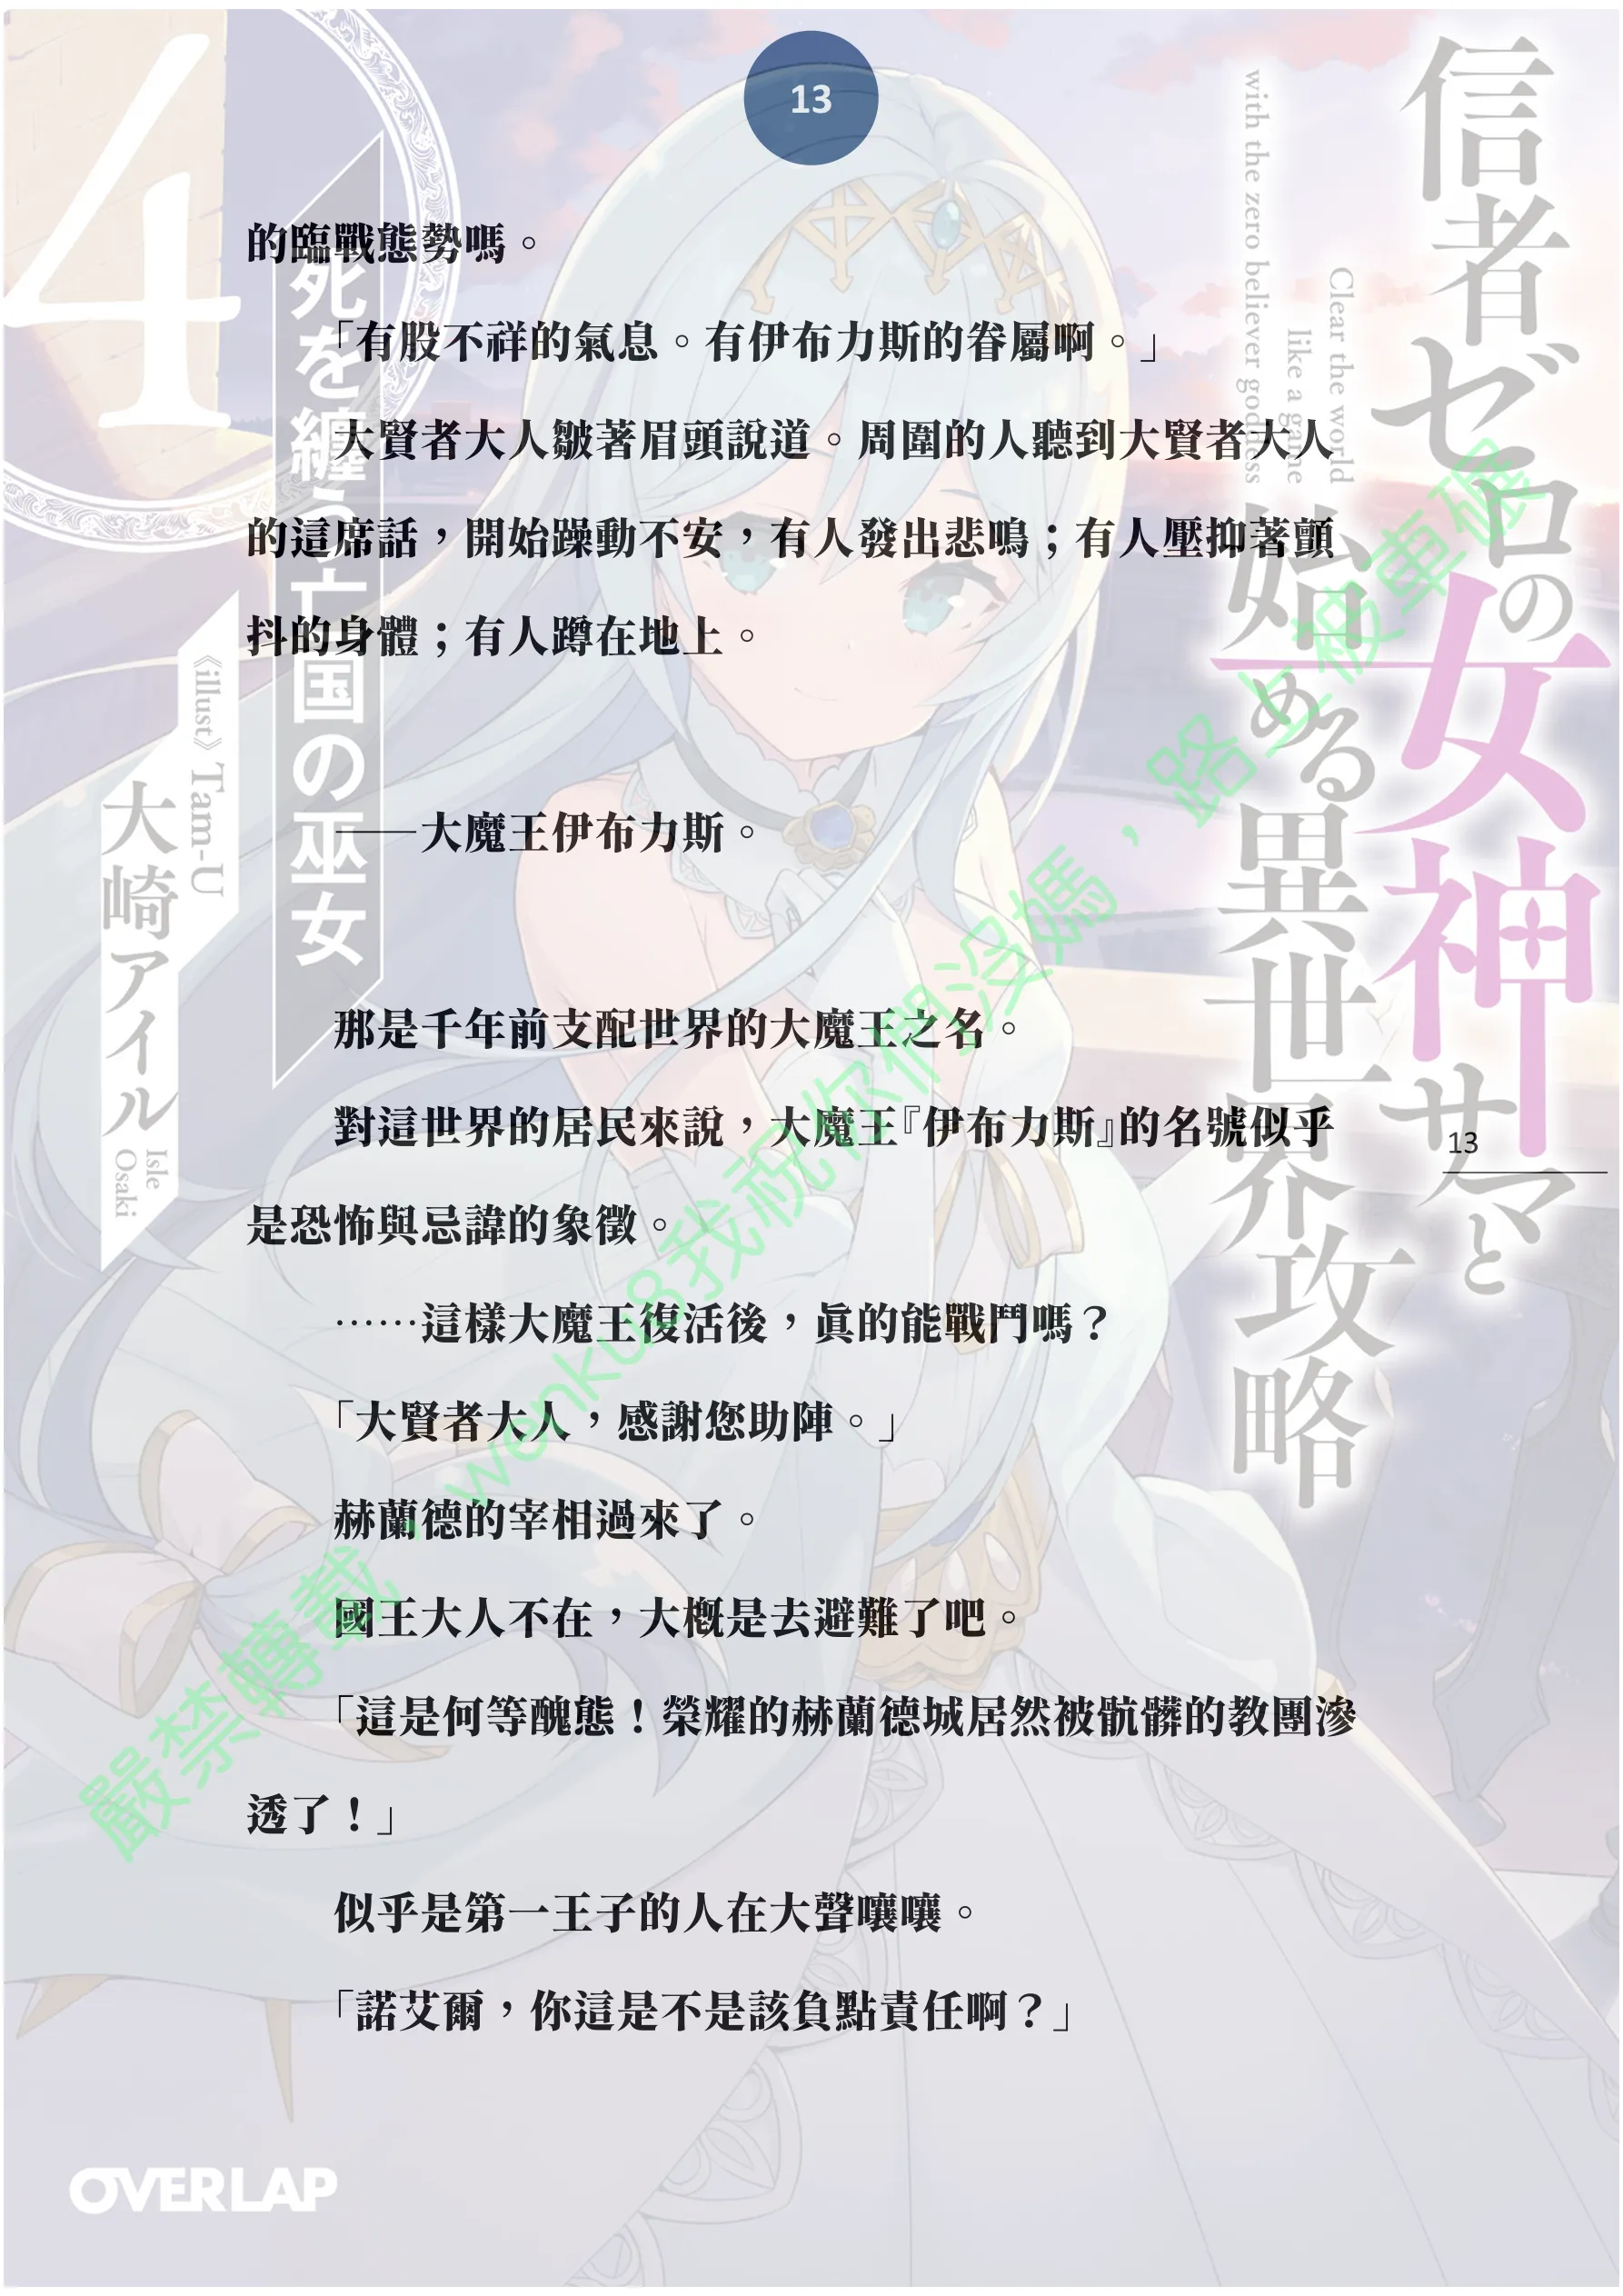 13
的臨戰態勢嗎。
「有股不祥的氣息。有伊布力斯的眷屬啊。」
大賢者大人皺著眉頭說道。周圍的人聽到大賢者大人
的這席話，開始躁動不安，有人發出悲鳴；有人壓抑著顫
抖的身體；有人蹲在地上。
——大魔王伊布力斯。
那是千年前支配世界的大魔王之名。
對這世界的居民來說，大魔王『伊布力斯』的名號似乎
是恐怖與忌諱的象徵。
……這樣大魔王復活後，真的能戰鬥嗎？
「大賢者大人，感謝您助陣。」
赫蘭德的宰相過來了。
國王大人不在，大概是去避難了吧。
「這是何等醜態！榮耀的赫蘭德城居然被骯髒的教團滲
透了！」
似乎是第一王子的人在大聲嚷嚷。
「諾艾爾，你這是不是該負點責任啊？」
13
信者ゼロの女神サマと
始める異世界攻略
Clear the world
like a game
with the zero believer goddess
4
死を纏う亡国の巫女
《illust》Tam-U
大崎アイル
Isle
Osaki
OVERLAP
嚴禁轉載，wenku8我祝你們沒媽，路上被車碾